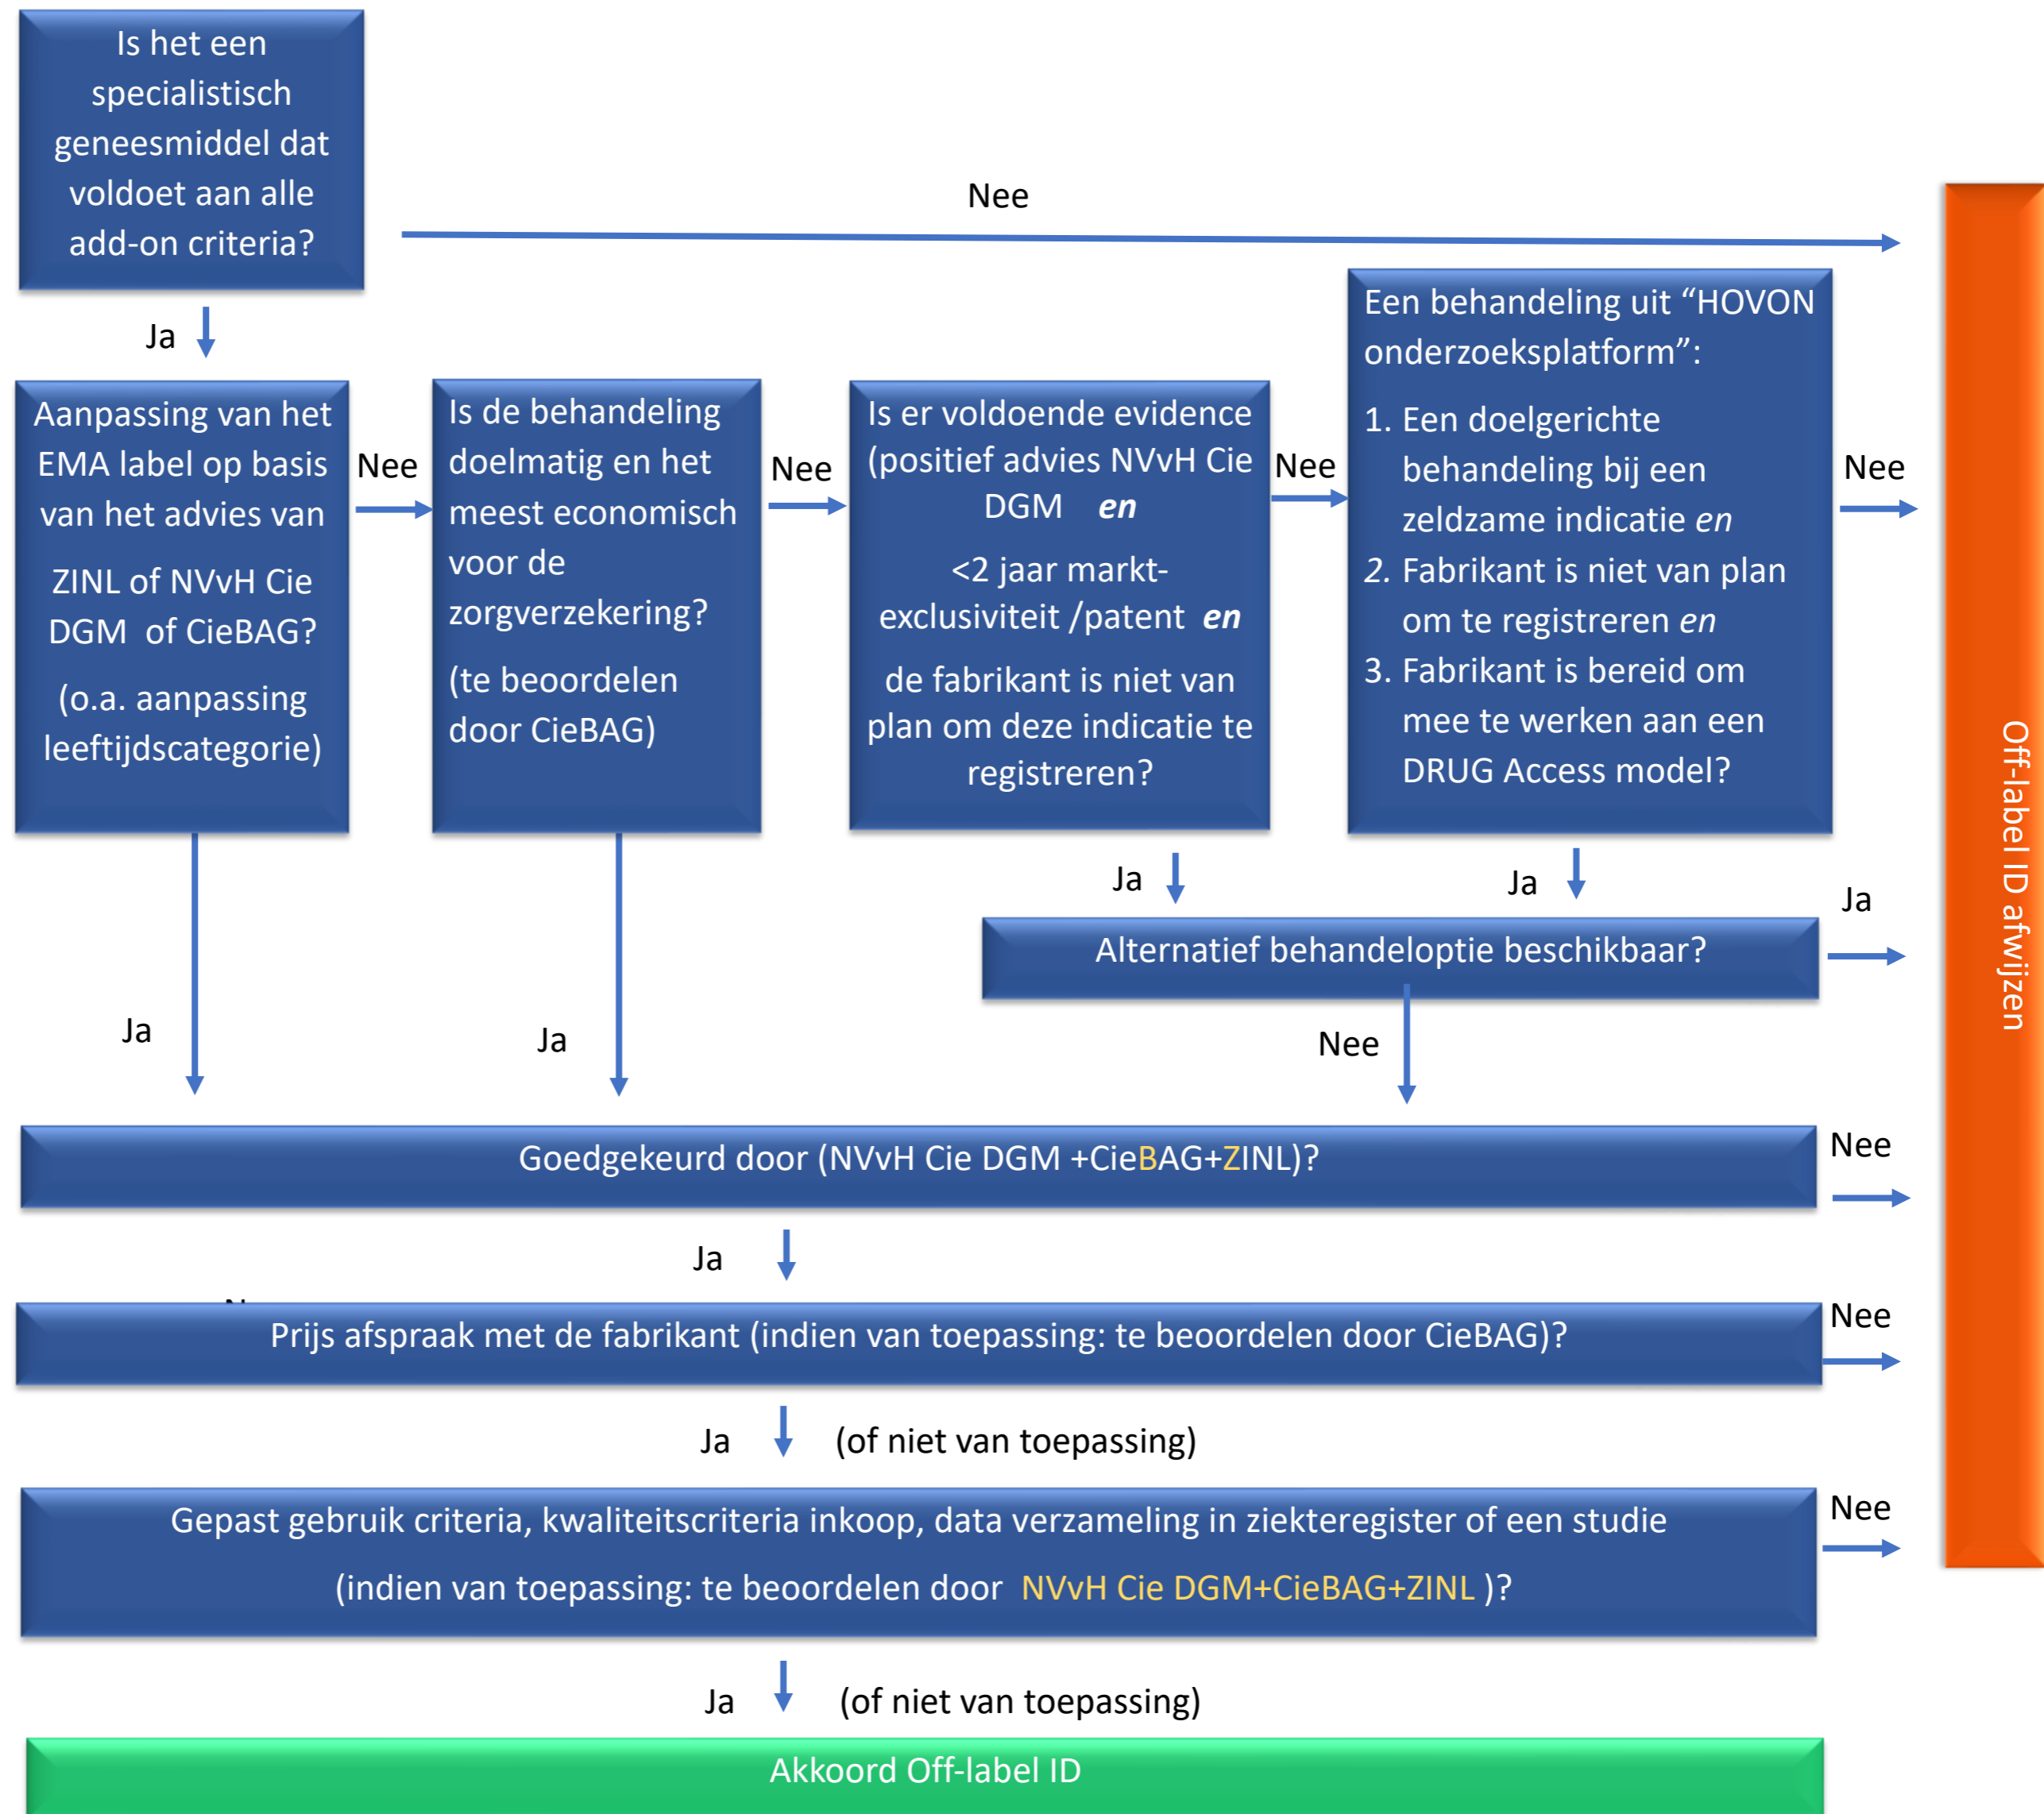 Is het een
specialistisch
geneesmiddel dat
voldoet aan alle
add-on criteria?
Nee
Ja
Aanpassing van het
EMA label op basis
van het advies van
ZINL of NVvH Cie
DGM of CieBAG?
(o.a. aanpassing
leeftijdscategorie)
Nee
Is de behandeling
doelmatig en het
meest economisch
voor de
zorgverzekering?
(te beoordelen
door CieBAG)
Nee
Is er voldoende evidence
(positief advies NVvH Cie
DGM en
<2 jaar markt-
exclusiviteit /patent en
de fabrikant is niet van
plan om deze indicatie te
registreren?
Nee
Een behandeling uit “HOVON
onderzoeksplatform”:
1. Een doelgerichte
behandeling bij een
zeldzame indicatie en
2. Fabrikant is niet van plan
om te registreren en
3. Fabrikant is bereid om
mee te werken aan een
DRUG Access model?
Nee
Off-label ID afwijzen
Ja
Ja
Alternatief behandeloptie beschikbaar?
Ja
Ja
Ja
Nee
Goedgekeurd door (NVvH Cie DGM +CieBAG+ZINL)?
Nee
Ja
Prijs afspraak met de fabrikant (indien van toepassing: te beoordelen door CieBAG)?
Nee
Ja (of niet van toepassing)
Gepast gebruik criteria, kwaliteitscriteria inkoop, data verzameling in ziekteregister of een studie
(indien van toepassing: te beoordelen door NVvH Cie DGM+CieBAG+ZINL )?
Nee
Ja (of niet van toepassing)
Akkoord Off-label ID